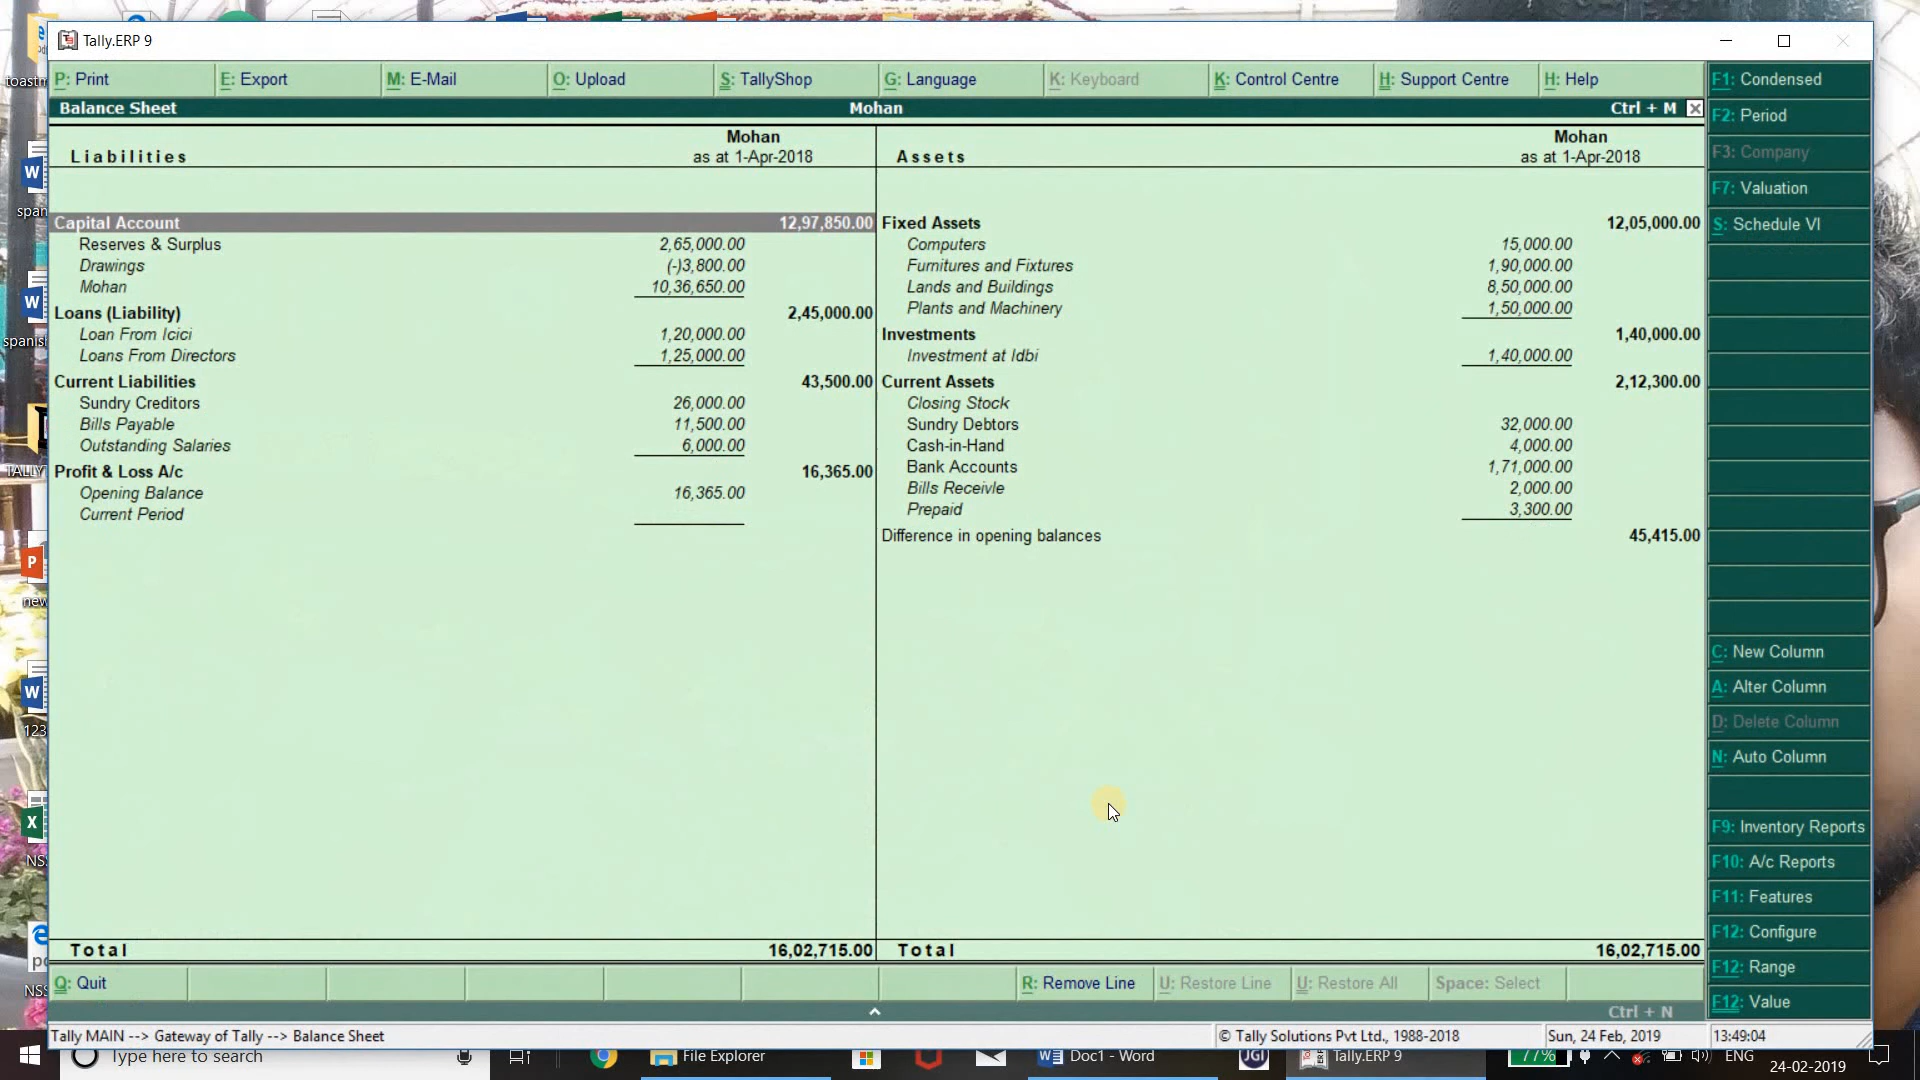 Tally.ERP 9
P: Print E: Export M: E-Mail O: Upload S: TallyShop G: Language K: Keyboard K: Control Centre H: Support Centre H: Help
Balance Sheet Mohan Ctrl + M
Liabilities Mohan as at 1-Apr-2018 Assets Mohan as at 1-Apr-2018
Capital Account 12,97,850.00
Reserves & Surplus 2,65,000.00
Drawings (-)3,800.00
Mohan 10,36,650.00
Loans (Liability) 2,45,000.00
Loan From Icici 1,20,000.00
Loans From Directors 1,25,000.00
Current Liabilities 43,500.00
Sundry Creditors 26,000.00
Bills Payable 11,500.00
Outstanding Salaries 6,000.00
Profit & Loss A/c 16,365.00
Opening Balance 16,365.00
Current Period
Fixed Assets 12,05,000.00
Computers 15,000.00
Furnitures and Fixtures 1,90,000.00
Lands and Buildings 8,50,000.00
Plants and Machinery 1,50,000.00
Investments 1,40,000.00
Investment at Idbi 1,40,000.00
Current Assets 2,12,300.00
Closing Stock
Sundry Debtors 32,000.00
Cash-in-Hand 4,000.00
Bank Accounts 1,71,000.00
Bills Receivle 2,000.00
Prepaid 3,300.00
Difference in opening balances 45,415.00
Total 16,02,715.00 Total 16,02,715.00
Q: Quit R: Remove Line U: Restore Line U: Restore All Space: Select
Ctrl + N
F1: Condensed
F2: Period
F3: Company
F7: Valuation
S: Schedule VI
C: New Column
A: Alter Column
D: Delete Column
N: Auto Column
F9: Inventory Reports
F10: A/c Reports
F11: Features
F12: Configure
F12: Range
F12: Value
Tally MAIN --> Gateway of Tally --> Balance Sheet © Tally Solutions Pvt Ltd., 1988-2018 Sun, 24 Feb, 2019 13:49:04
Type here to search File Explorer Doc1 - Word JGI Tally.ERP 9 77% ENG
24-02-2019